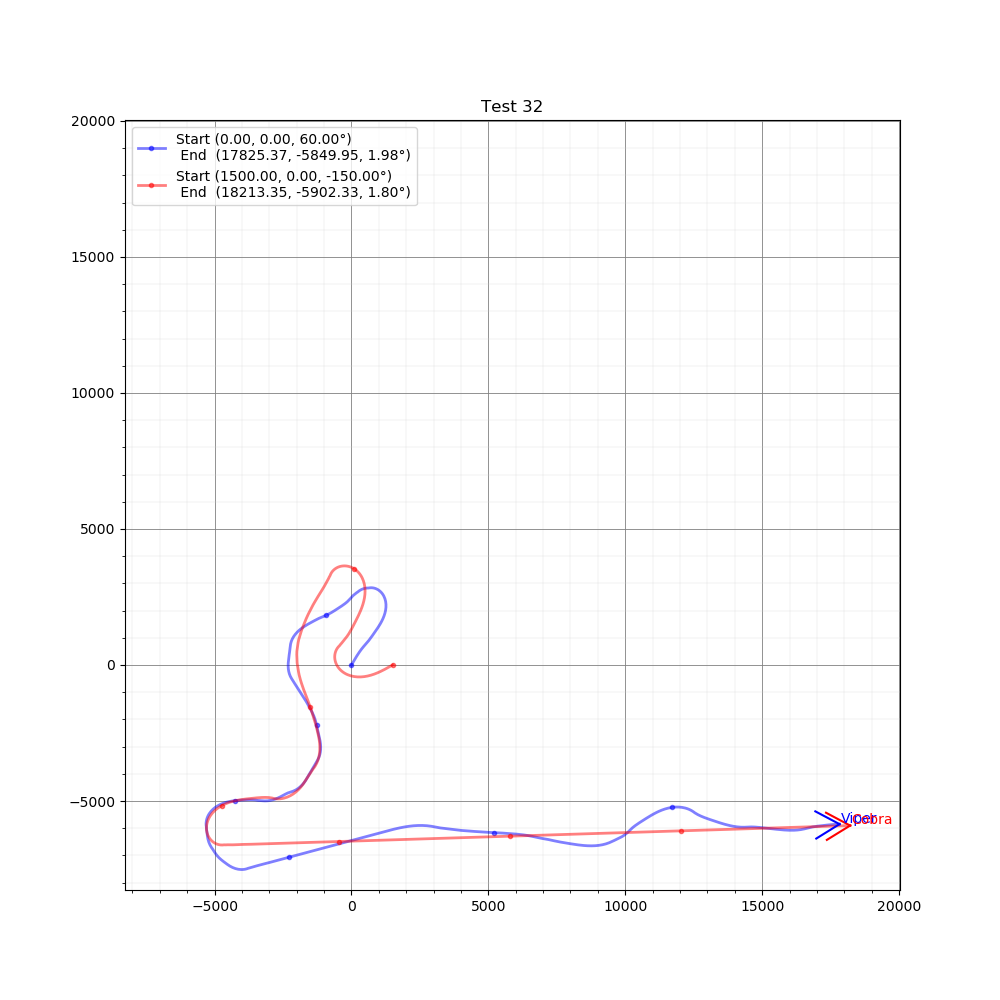 Test 32
20000
15000
10000
5000
0
−5000
Start (0.00, 0.00, 60.00°)
End (17825.37, -5849.95, 1.98°)
Start (1500.00, 0.00, -150.00°)
End (18213.35, -5902.33, 1.80°)
Viper
Cobra
−5000 0 5000 10000 15000 20000